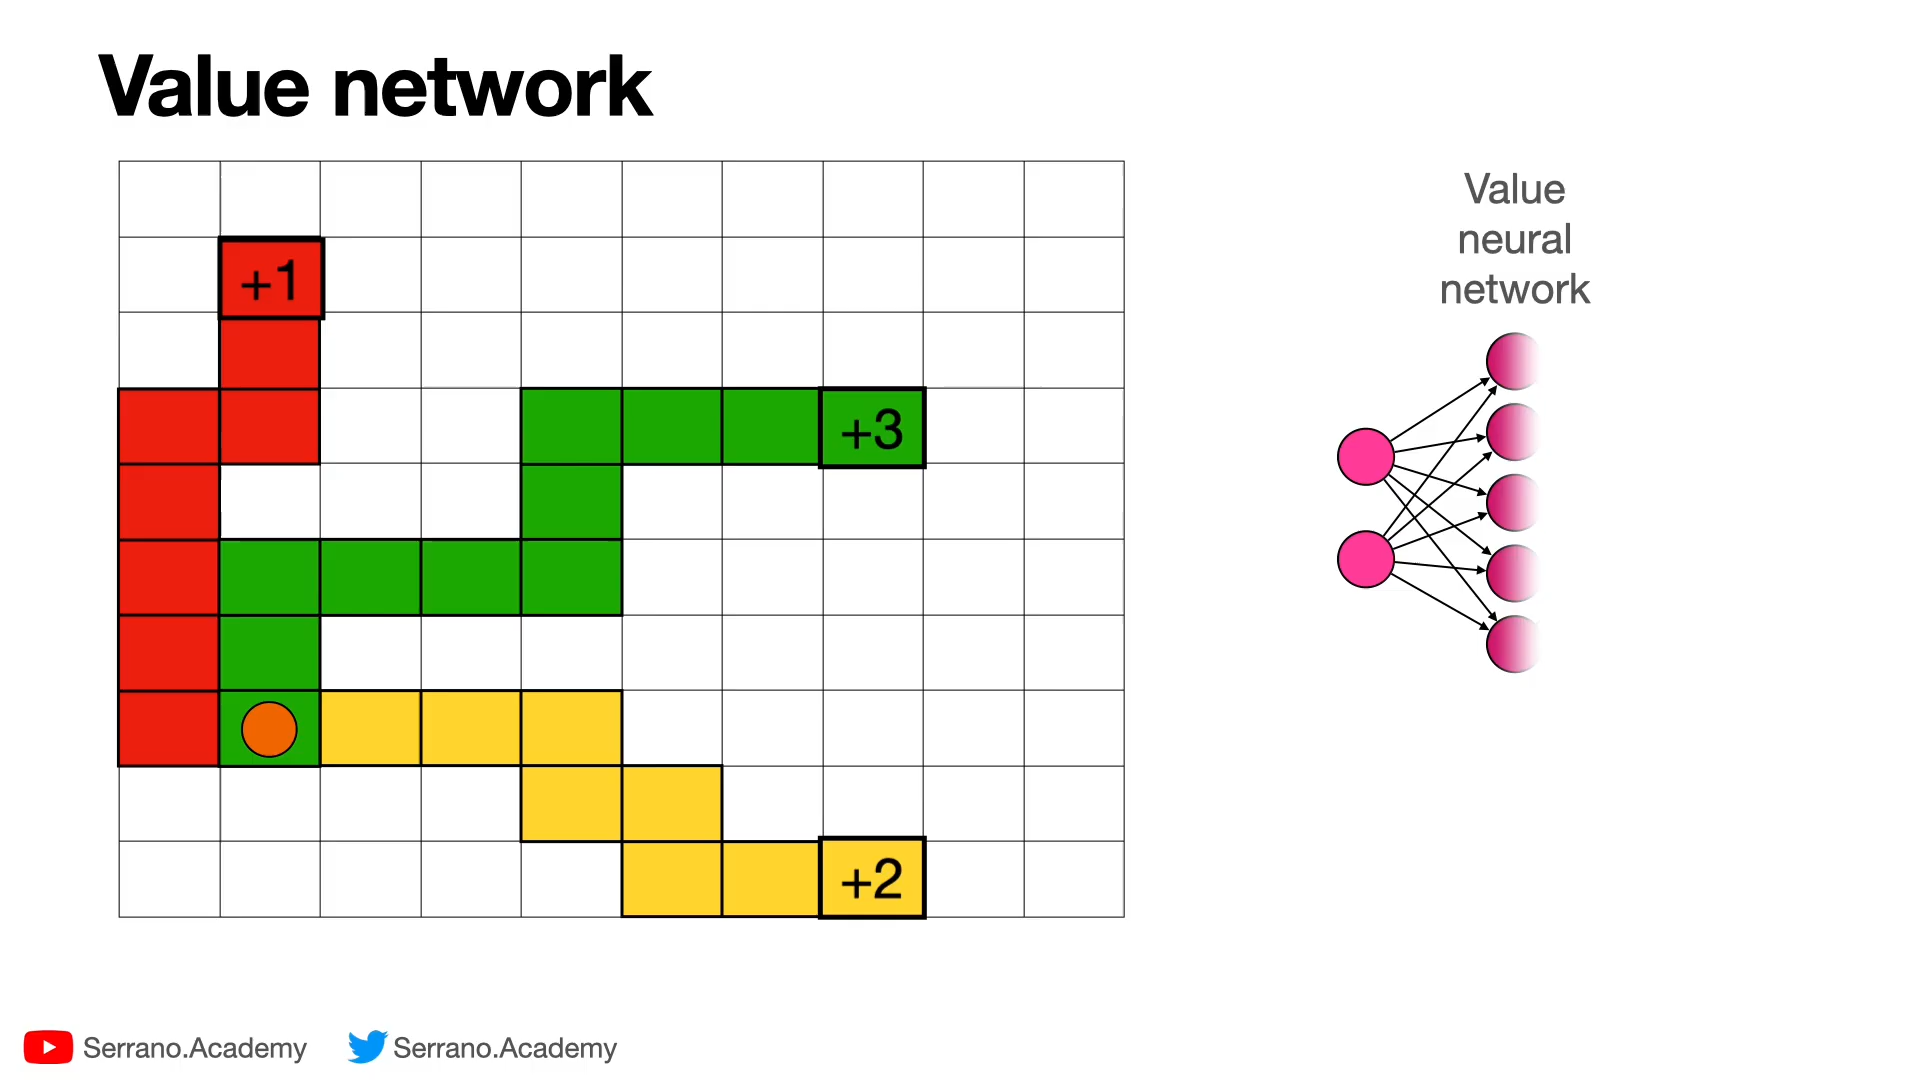 Value network
Value
neural
network
+1
+3
+2
Serrano.Academy
Serrano.Academy